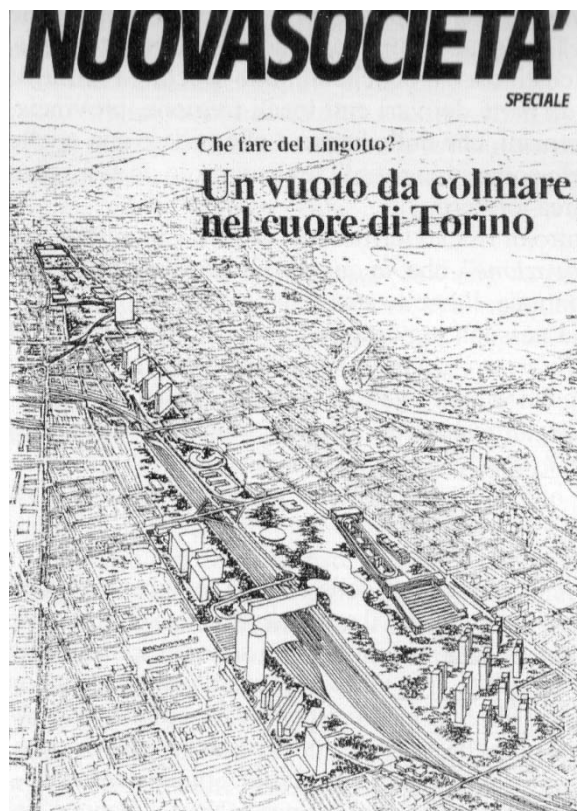 NUOVASOCIETA'
SPECIALE
Che fare del Lingotto?
Un vuoto da colmare
nel cuore di Torino